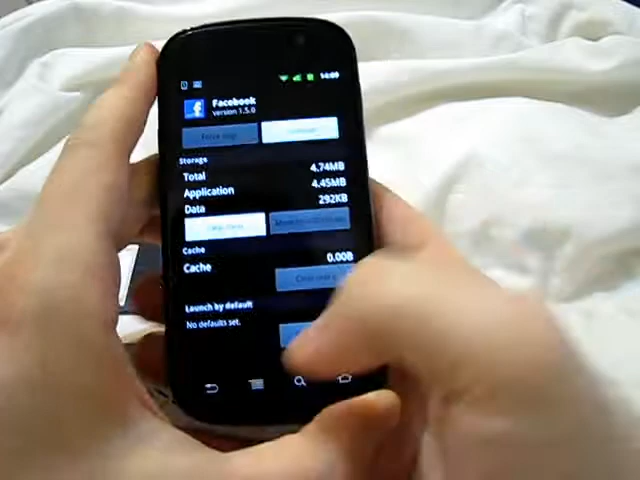 14:09
Facebook
version 1.5.0
Force stop
Uninstall
Storage
Total 4.74MB
Application 4.45MB
Data 292KB
Clear data
Cache
Cache 0.00B
Launch by default
No defaults set.